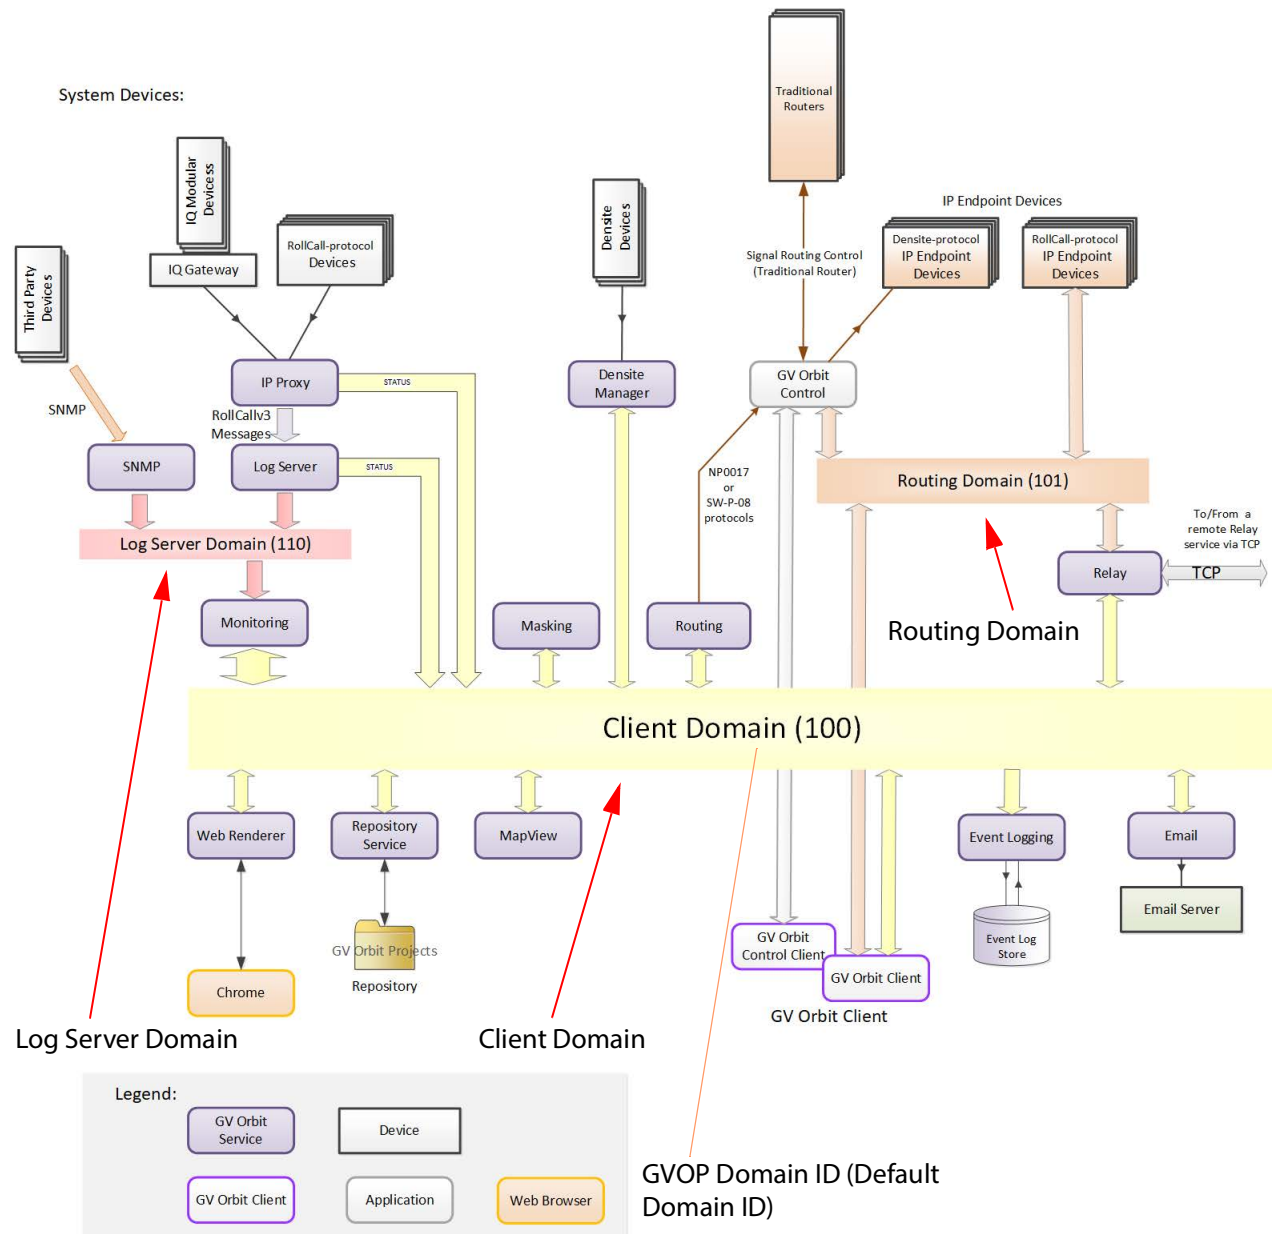 System Devices:
Traditional
Routers
IQ Modular
Devicess
Third Party
Devices
IQ Gateway
RollCall-protocol
Devices
Densite
Devices
IP Endpoint Devices
Signal Routing Control
(Traditional Router)
Densite-protocol
IP Endpoint
Devices
RollCall-protocol
IP Endpoint
Devices
SNMP
IP Proxy
STATUS
Densite
Manager
GV Orbit
Control
RollCallv3
Messages
SNMP
Log Server
STATUS
NP0017
or
SW-P-08
protocols
Routing Domain (101)
To/From a
remote Relay
service via TCP
Log Server Domain (110)
Relay
TCP
Monitoring
Masking
Routing
Routing Domain
Client Domain (100)
Web Renderer
Repository
Service
MapView
Event Logging
Email
GV Orbit Projects
Repository
GV Orbit
Control Client
GV Orbit Client
GV Orbit Client
Event Log
Store
Email Server
Chrome
Log Server Domain
Client Domain
Legend:
GV Orbit
Service
Device
GV Orbit Client
Application
Web Browser
GVOP Domain ID (Default
Domain ID)